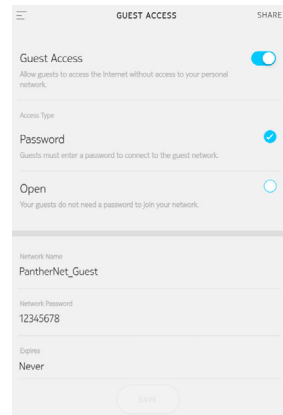 GUEST ACCESS
SHARE
Guest Access
Allow guests to access the Internet without access to your personal
network.
Access Type
Password
Guests must enter a password to connect to the guest network.
Open
Your guests do not need a password to join your network.
Network Name
PantherNet_Guest
Network Password
12345678
Expires
Never
SAVE